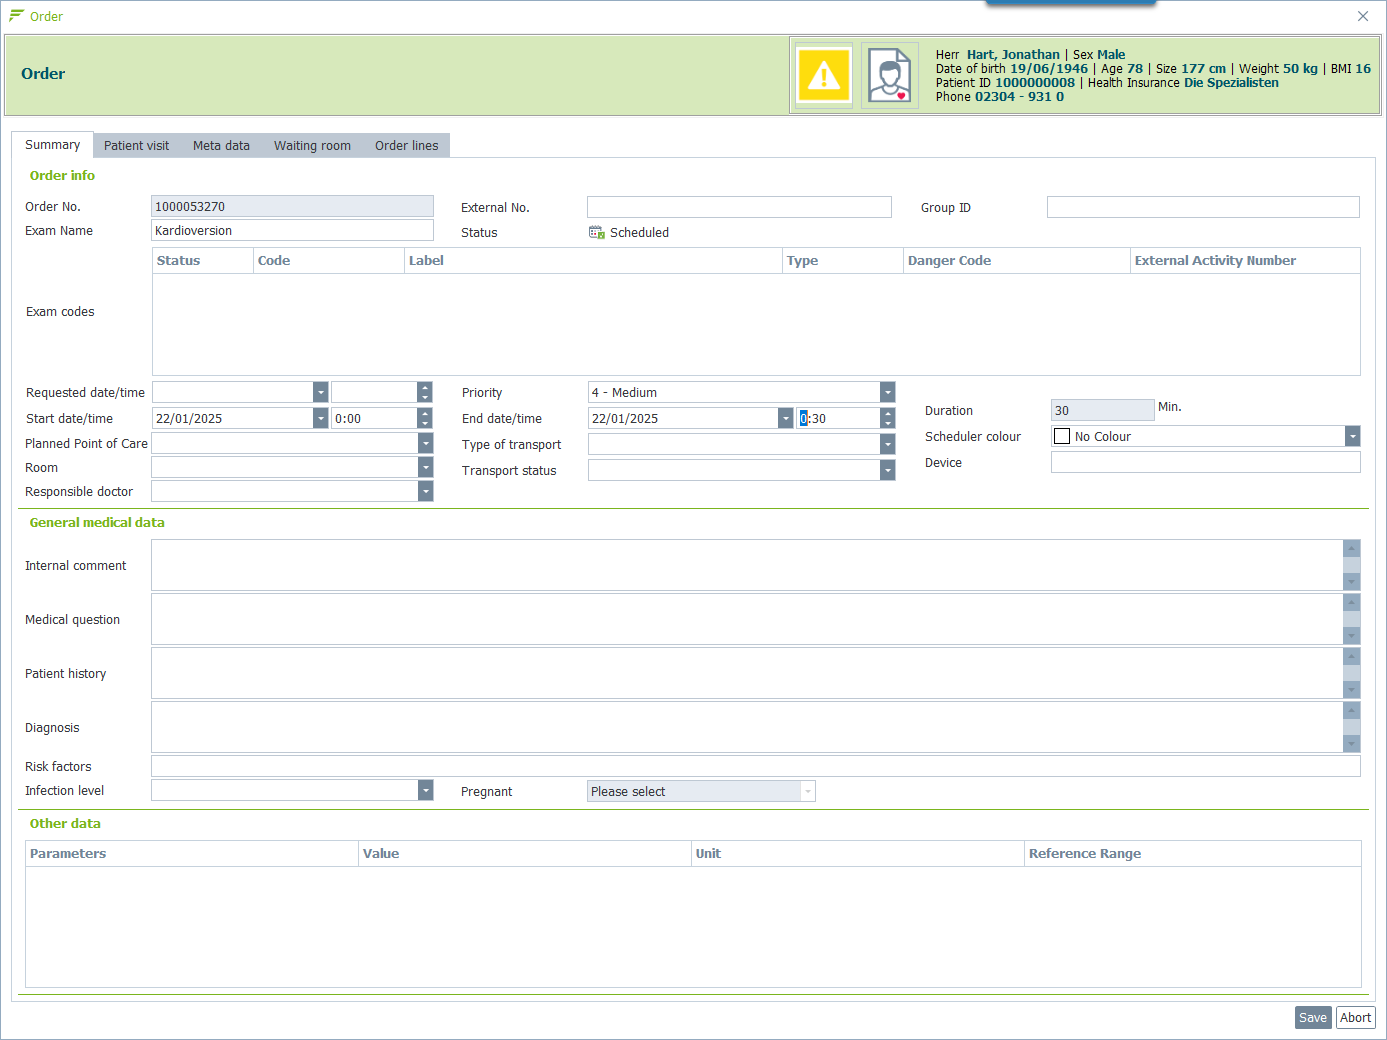 Order
Order
Herr Hart, Jonathan | Sex Male
Date of birth 19/06/1946 | Age 78 | Size 177 cm | Weight 50 kg | BMI 16
Patient ID 1000000008 | Health Insurance Die Spezialisten
Phone 02304 - 931 0
Summary Patient visit Meta data Waiting room Order lines
Order info
Order No. 1000053270 External No. Group ID
Exam Name Kardioversion Status Scheduled
Status Code Label Type Danger Code External Activity Number
Exam codes
Requested date/time Priority 4 - Medium
Start date/time 22/01/2025 0:00 End date/time 22/01/2025 0:30 Duration 30 Min.
Planned Point of Care Type of transport Scheduler colour No Colour
Room Transport status Device
Responsible doctor
General medical data
Internal comment
Medical question
Patient history
Diagnosis
Risk factors
Infection level Pregnant Please select
Other data
Parameters Value Unit Reference Range
Save Abort